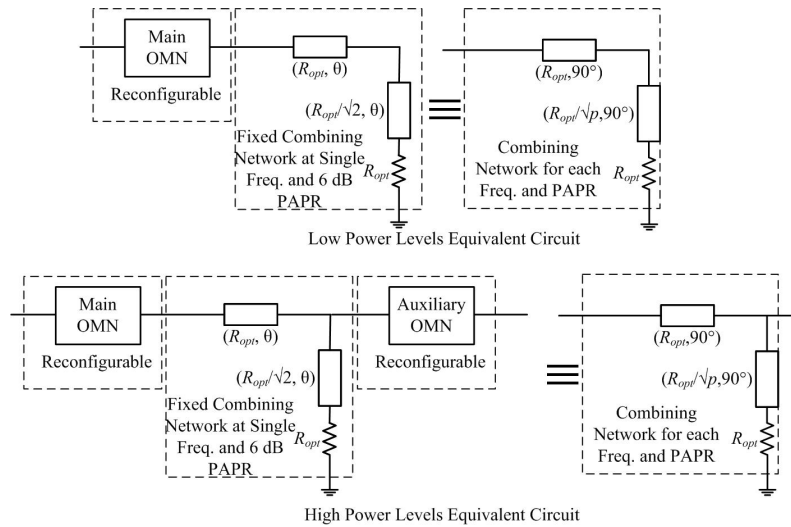 Main
OMN
Reconfigurable
(Ropt, θ)
(Ropt/√2, θ)
Fixed Combining
Network at Single
Freq. and 6 dB
PAPR
Ropt
(Ropt,90°)
(Ropt/√p,90°)
Combining
Network for each
Freq. and PAPR
Ropt
Low Power Levels Equivalent Circuit
Main
OMN
Reconfigurable
(Ropt, θ)
(Ropt/√2, θ)
Fixed Combining
Network at Single
Freq. and 6 dB
PAPR
Ropt
Auxiliary
OMN
Reconfigurable
(Ropt,90°)
(Ropt/√p,90°)
Combining
Network for each
Freq. and PAPR
Ropt
High Power Levels Equivalent Circuit